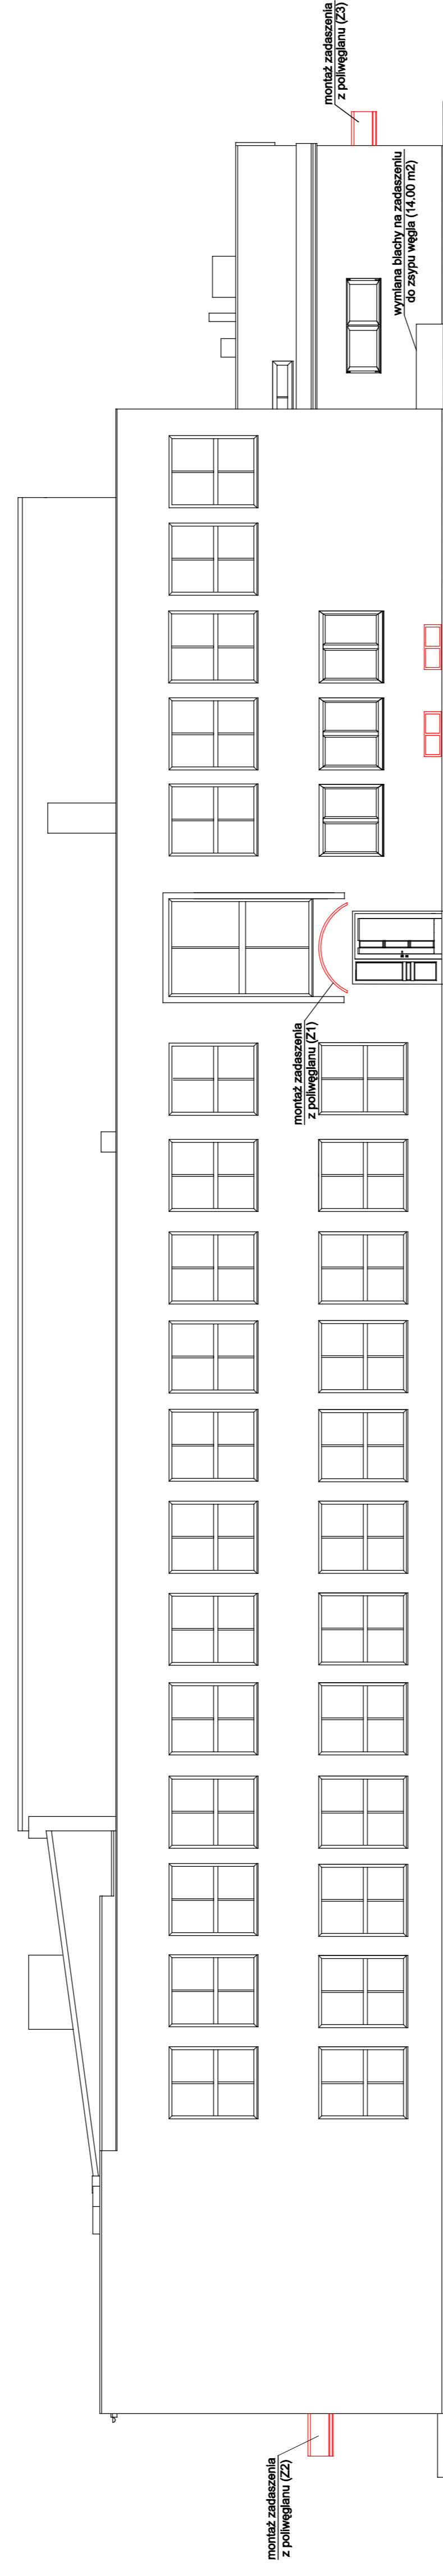 montaż zadaszenia
z poliwęglanu (Z2)
montaż zadaszenia
z poliwęglanu (Z1)
montaż zadaszenia
z poliwęglanu (Z3)
wymiana blachy na zadaszeniu
do zsypu węgla (14.00 m2)